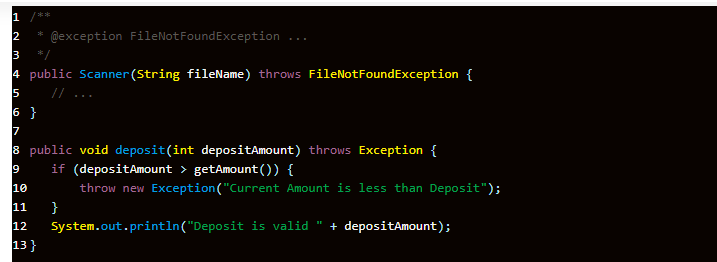 1 /**
2  * @exception FileNotFoundException ...
3  */
4 public Scanner(String fileName) throws FileNotFoundException {
5    // ...
6 }
7
8 public void deposit(int depositAmount) throws Exception {
9    if (depositAmount > getAmount()) {
10        throw new Exception("Current Amount is less than Deposit");
11    }
12    System.out.println("Deposit is valid " + depositAmount);
13 }